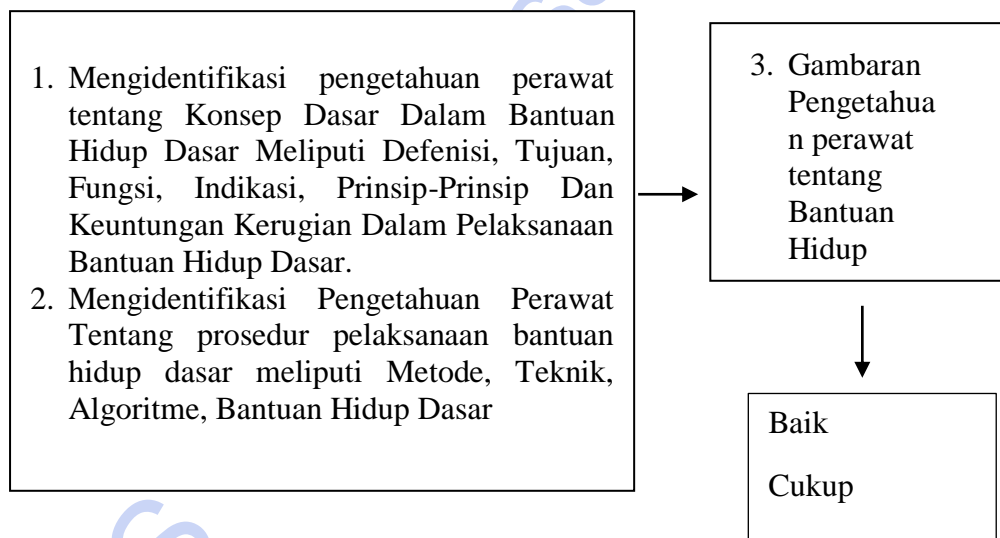 1. Mengidentifikasi pengetahuan perawat
tentang Konsep Dasar Dalam Bantuan
Hidup Dasar Meliputi Defenisi, Tujuan,
Fungsi, Indikasi, Prinsip-Prinsip Dan
Keuntungan Kerugian Dalam Pelaksanaan
Bantuan Hidup Dasar.
2. Mengidentifikasi Pengetahuan Perawat
Tentang prosedur pelaksanaan bantuan
hidup dasar meliputi Metode, Teknik,
Algoritme, Bantuan Hidup Dasar
3. Gambaran
Pengetahua
n perawat
tentang
Bantuan
Hidup
Baik
Cukup